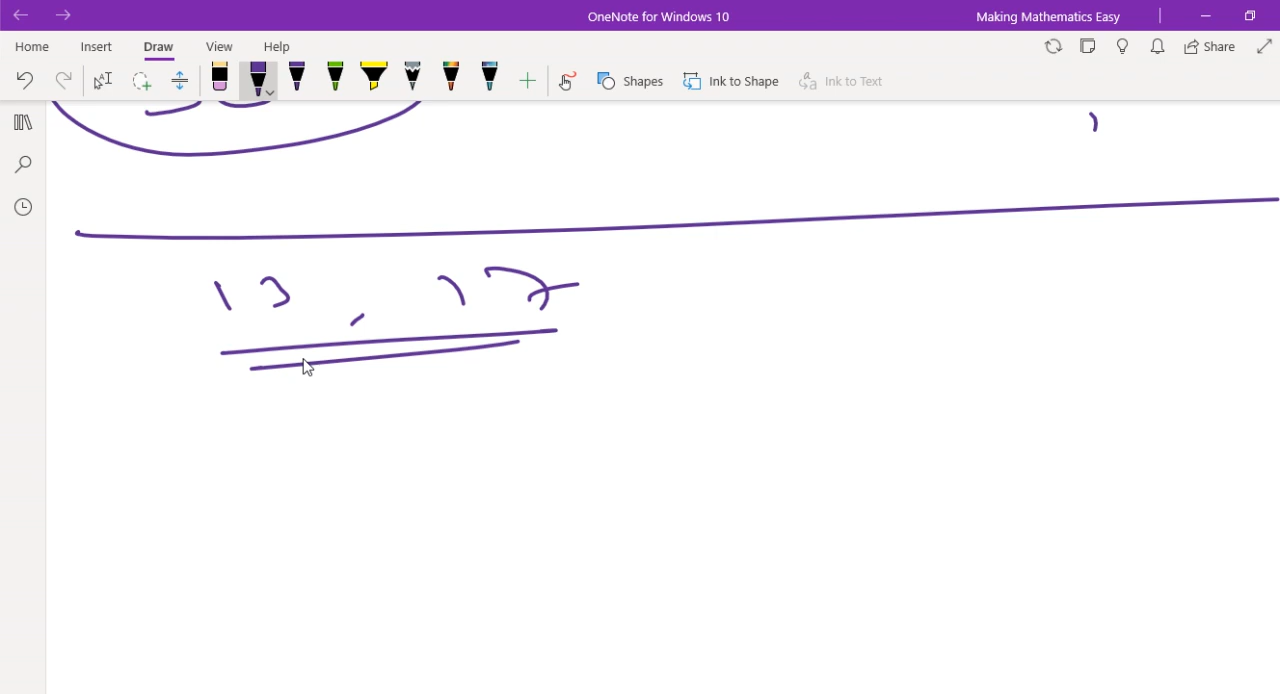 OneNote for Windows 10
Making Mathematics Easy
Home Insert Draw View Help
Share
Shapes Ink to Shape Ink to Text
13, 17